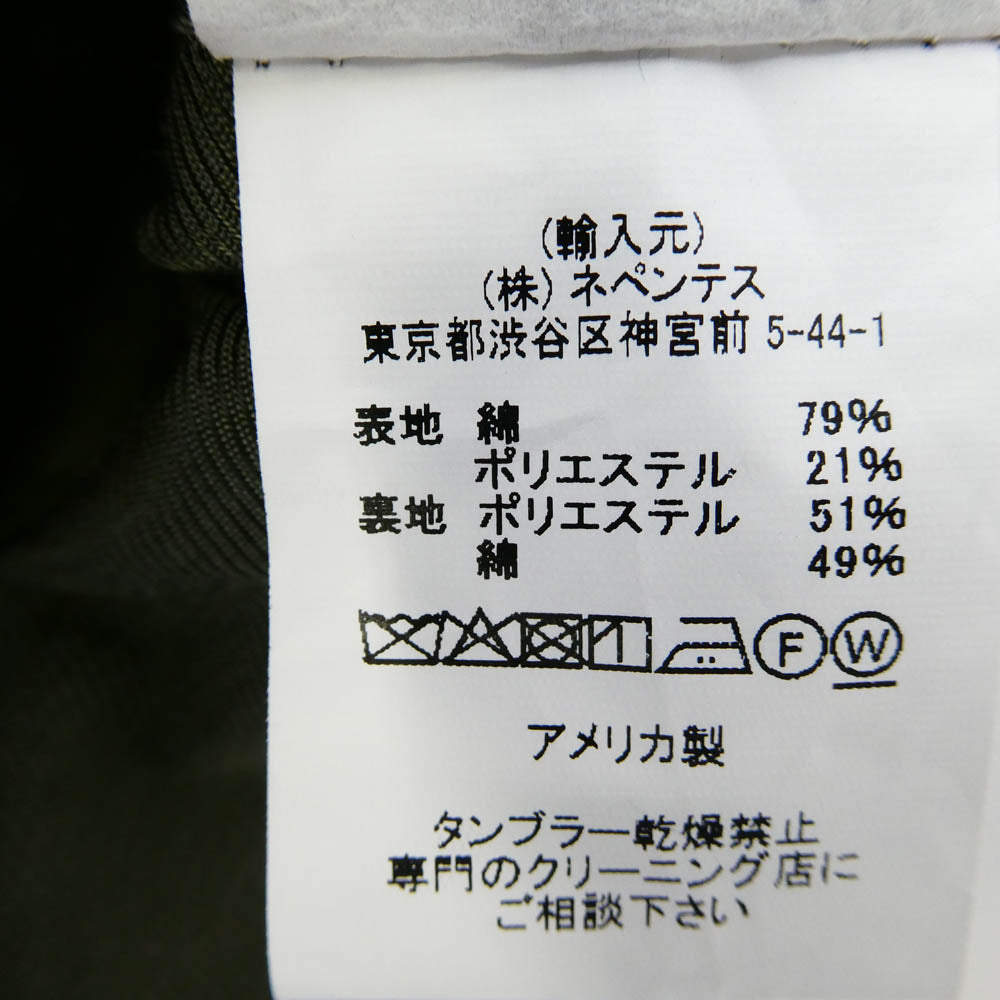 (輸入元)
(株) ネペンテス
東京都渋谷区神宮前 5-44-1
表地 綿 79%
ポリエステル 21%
裏地 ポリエステル 51%
綿 49%
F W
アメリカ製
タンブラー乾燥禁止
専門のクリーニング店に
ご相談下さい